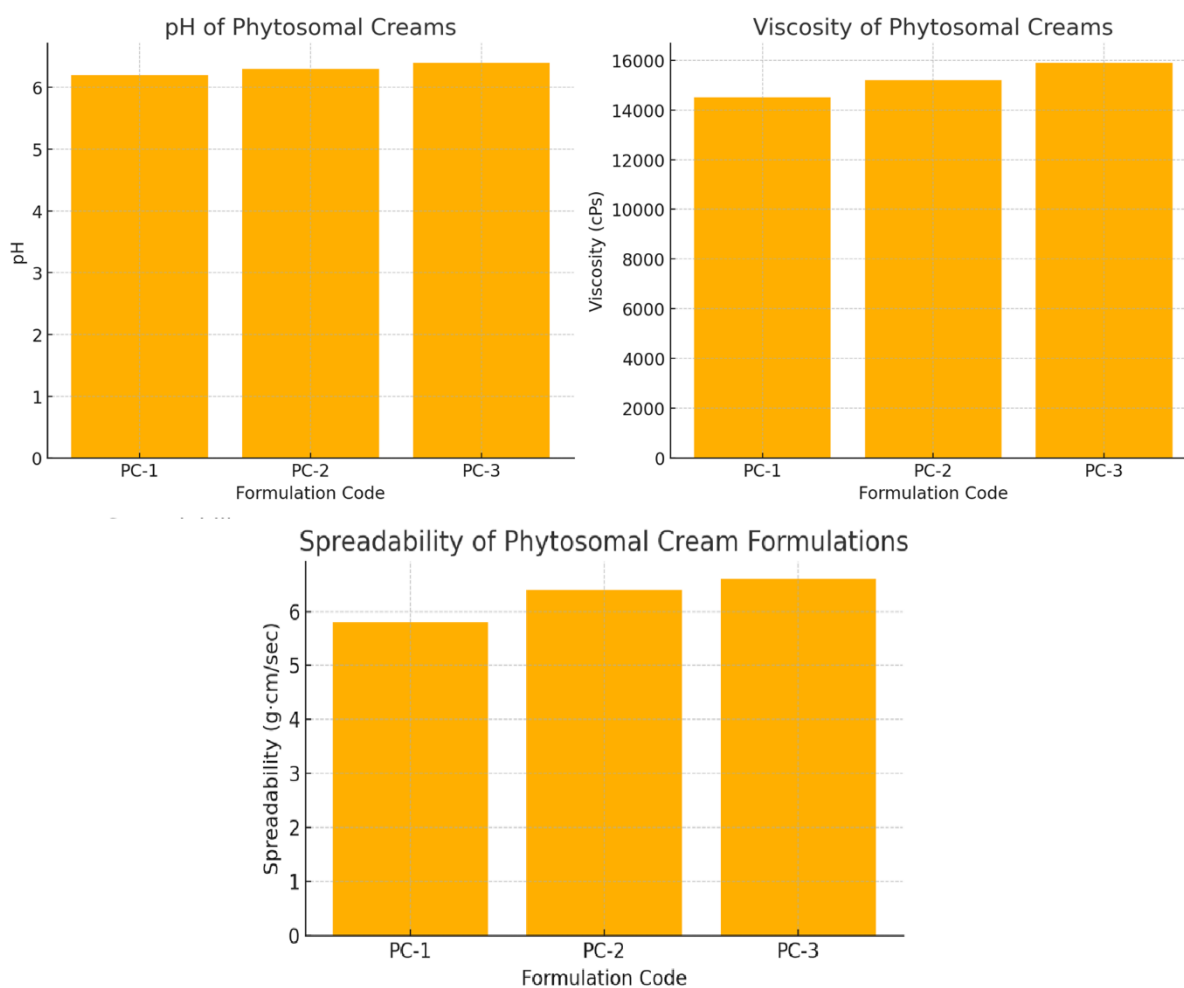 pH of Phytosomal Creams
pH
6
5
4
3
2
1
0
PC-1 PC-2 PC-3
Formulation Code
Viscosity of Phytosomal Creams
Viscosity (cPs)
16000
14000
12000
10000
8000
6000
4000
2000
0
PC-1 PC-2 PC-3
Formulation Code
Spreadability of Phytosomal Cream Formulations
Spreadability (g·cm/sec)
6
5
4
3
2
1
0
PC-1 PC-2 PC-3
Formulation Code